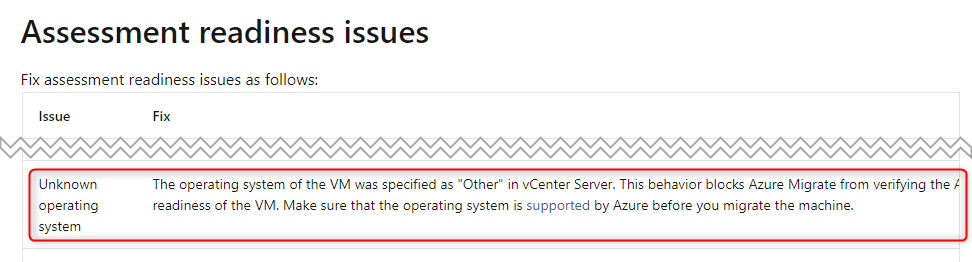 Assessment readiness issues
Fix assessment readiness issues as follows:
Issue Fix
Unknown The operating system of the VM was specified as "Other" in vCenter Server. This behavior blocks Azure Migrate from verifying the
operating readiness of the VM. Make sure that the operating system is supported by Azure before you migrate the machine.
system